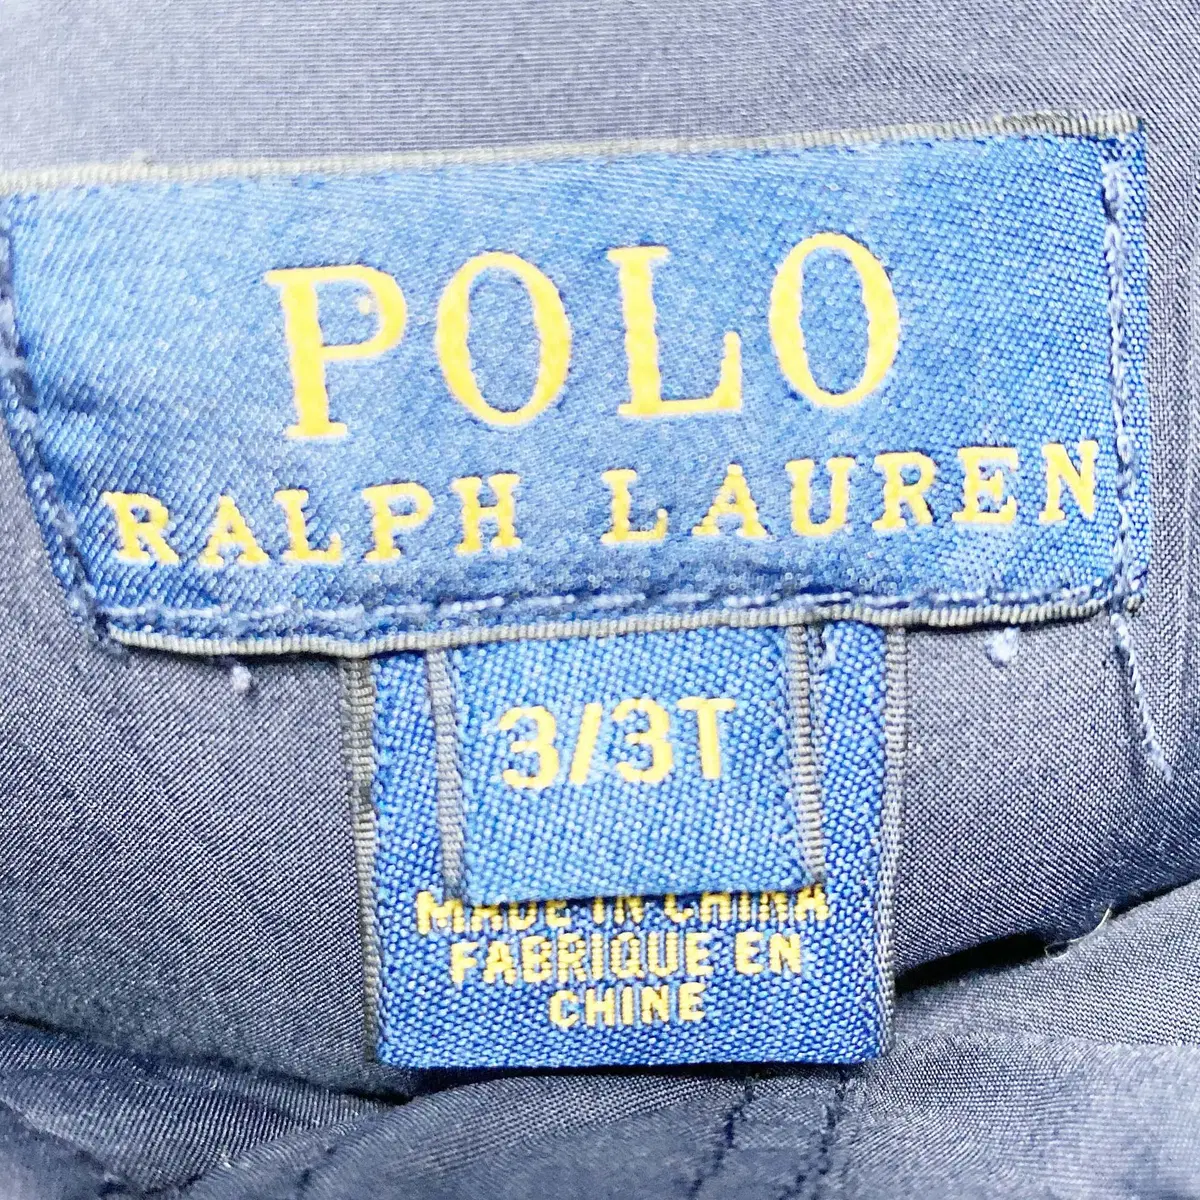 POLO
RALPH LAUREN
3/3T
MADE IN CHINA
FABRIQUE EN
CHINE